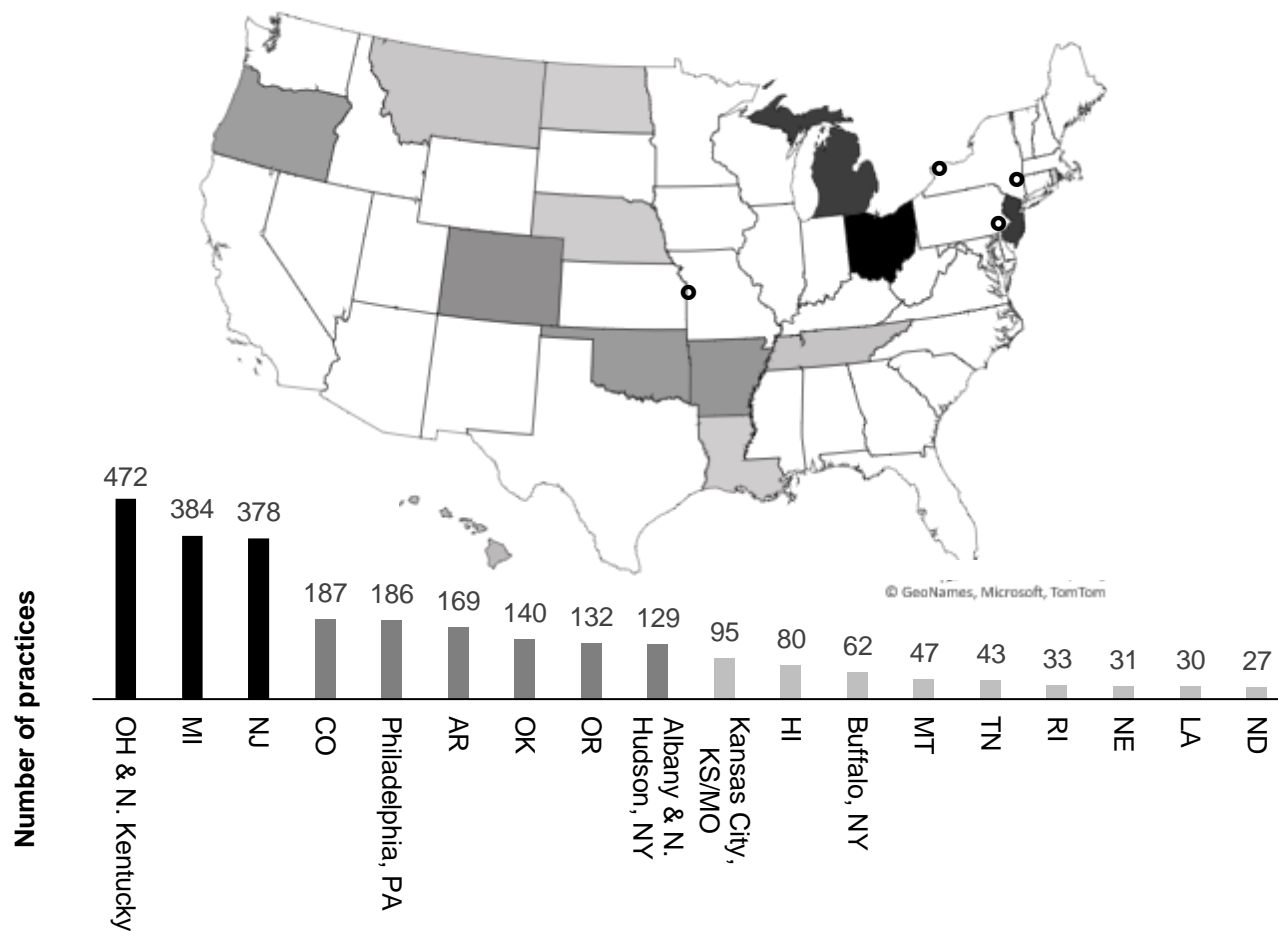 472
384
378
187
186
169
140
132
129
95
80
62
47
43
33
31
30
27
© GeoNames, Microsoft, TomTom
Number of practices
OH & N. Kentucky
MI
NJ
CO
Philadelphia, PA
AR
OK
OR
Albany & N.
Hudson, NY
Kansas City,
KS/MO
HI
Buffalo, NY
MT
TN
RI
NE
LA
ND